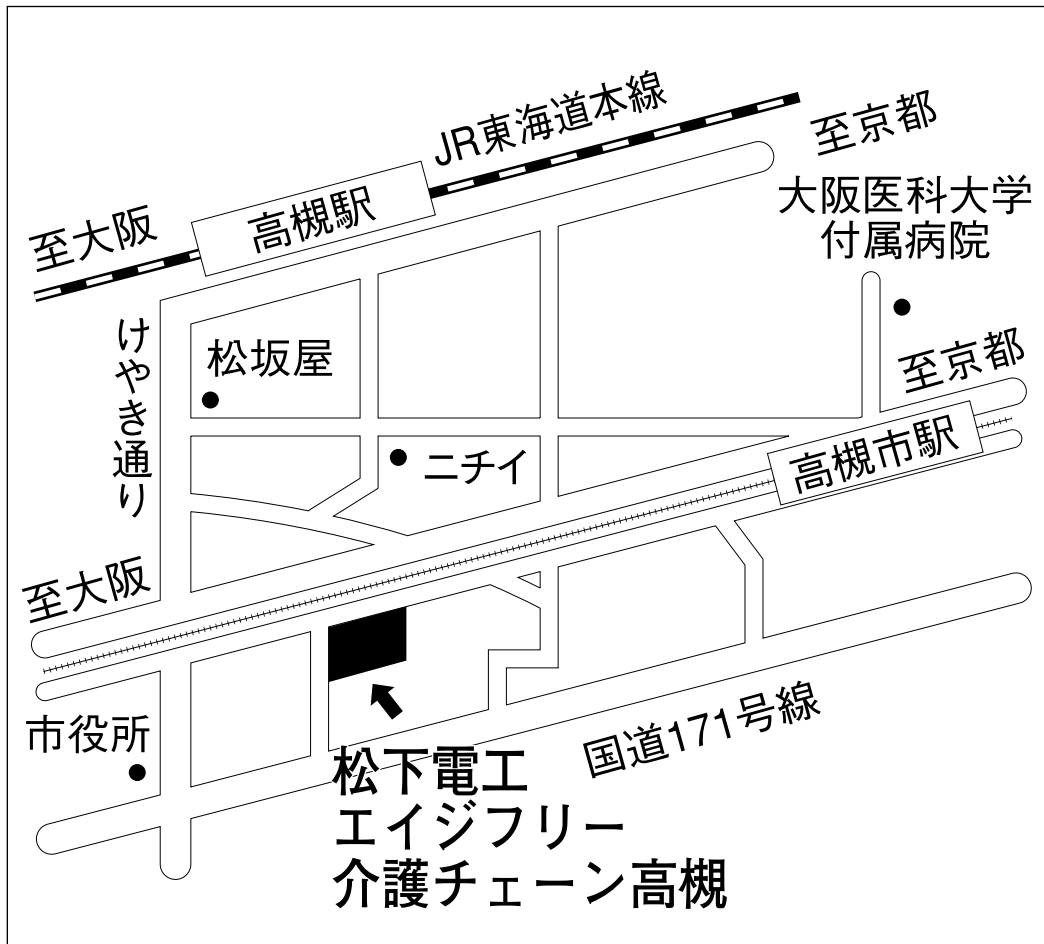 JR東海道本線
至京都
大阪医科大学
付属病院
高槻駅
至大阪
けやき通り
松坂屋
至京都
ニチイ
高槻市駅
至大阪
市役所
国道171号線
松下電工
エイジフリー
介護チェーン高槻